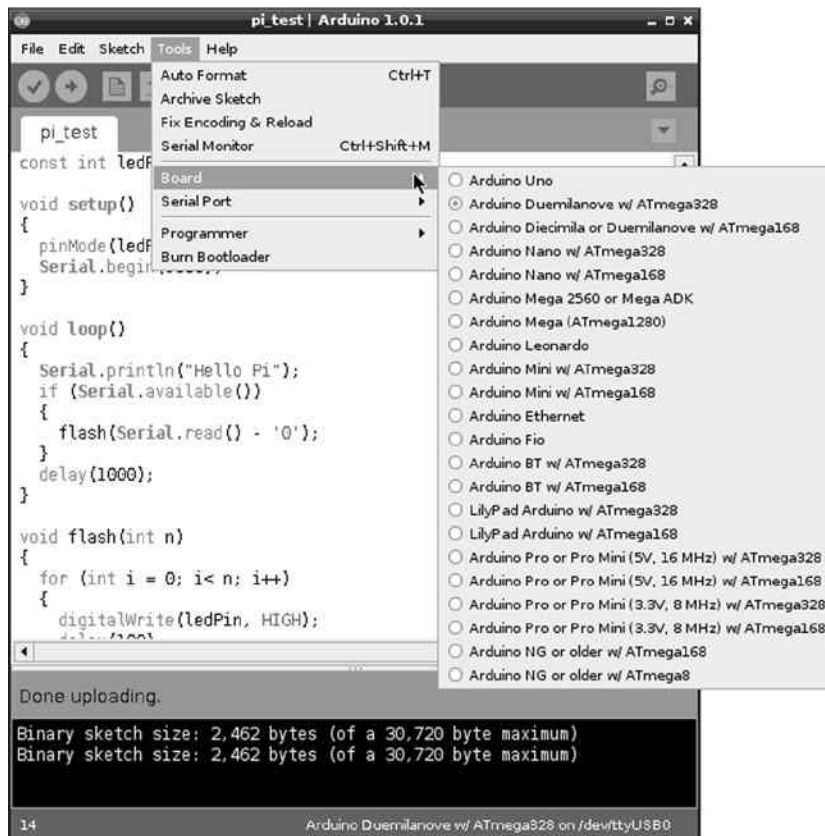 pi_test | Arduino 1.0.1
File Edit Sketch Tools Help
Auto Format Ctrl+T
Archive Sketch
Fix Encoding & Reload
Serial Monitor Ctrl+Shift+M
Board
Serial Port
Programmer
Burn Bootloader
Arduino Uno
Arduino Duemilanove w/ ATmega328
Arduino Diecimila or Duemilanove w/ ATmega168
Arduino Nano w/ ATmega328
Arduino Nano w/ ATmega168
Arduino Mega 2560 or Mega ADK
Arduino Mega (ATmega1280)
Arduino Leonardo
Arduino Mini w/ ATmega328
Arduino Mini w/ ATmega168
Arduino Ethernet
Arduino Fio
Arduino BT w/ ATmega328
Arduino BT w/ ATmega168
LilyPad Arduino w/ ATmega328
LilyPad Arduino w/ ATmega168
Arduino Pro or Pro Mini (5V, 16 MHz) w/ ATmega328
Arduino Pro or Pro Mini (5V, 16 MHz) w/ ATmega168
Arduino Pro or Pro Mini (3.3V, 8 MHz) w/ ATmega328
Arduino Pro or Pro Mini (3.3V, 8 MHz) w/ ATmega168
Arduino NG or older w/ ATmega168
Arduino NG or older w/ ATmega8
pi_test
const int ledP
void setup()
{
pinMode(ledP
Serial.begin
}
void loop()
{
Serial.println("Hello Pi");
if (Serial.available())
{
flash(Serial.read() - '0');
}
delay(1000);
}
void flash(int n)
{
for (int i = 0; i< n; i++)
{
digitalWrite(ledPin, HIGH);
Done uploading.
Binary sketch size: 2,462 bytes (of a 30,720 byte maximum)
Binary sketch size: 2,462 bytes (of a 30,720 byte maximum)
14 Arduino Duemilanove w/ ATmega328 on /dev/ttyUSB0